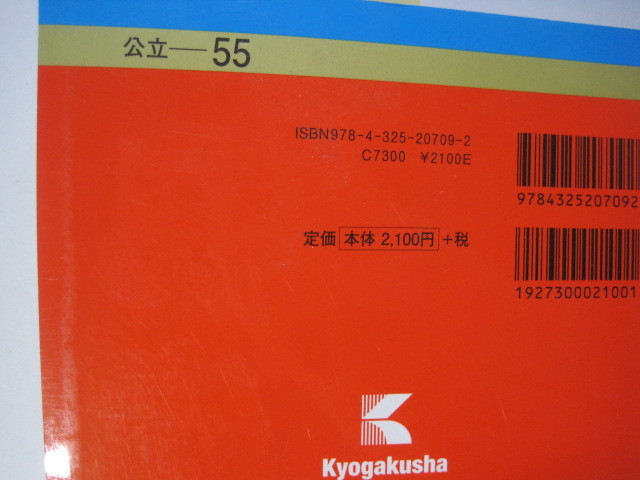 公立—55
ISBN978-4-325-20709-2
C7300 ¥2100E
9784325207092
定価 本体 2,100円 +税
1927300021001
Kyogakusha